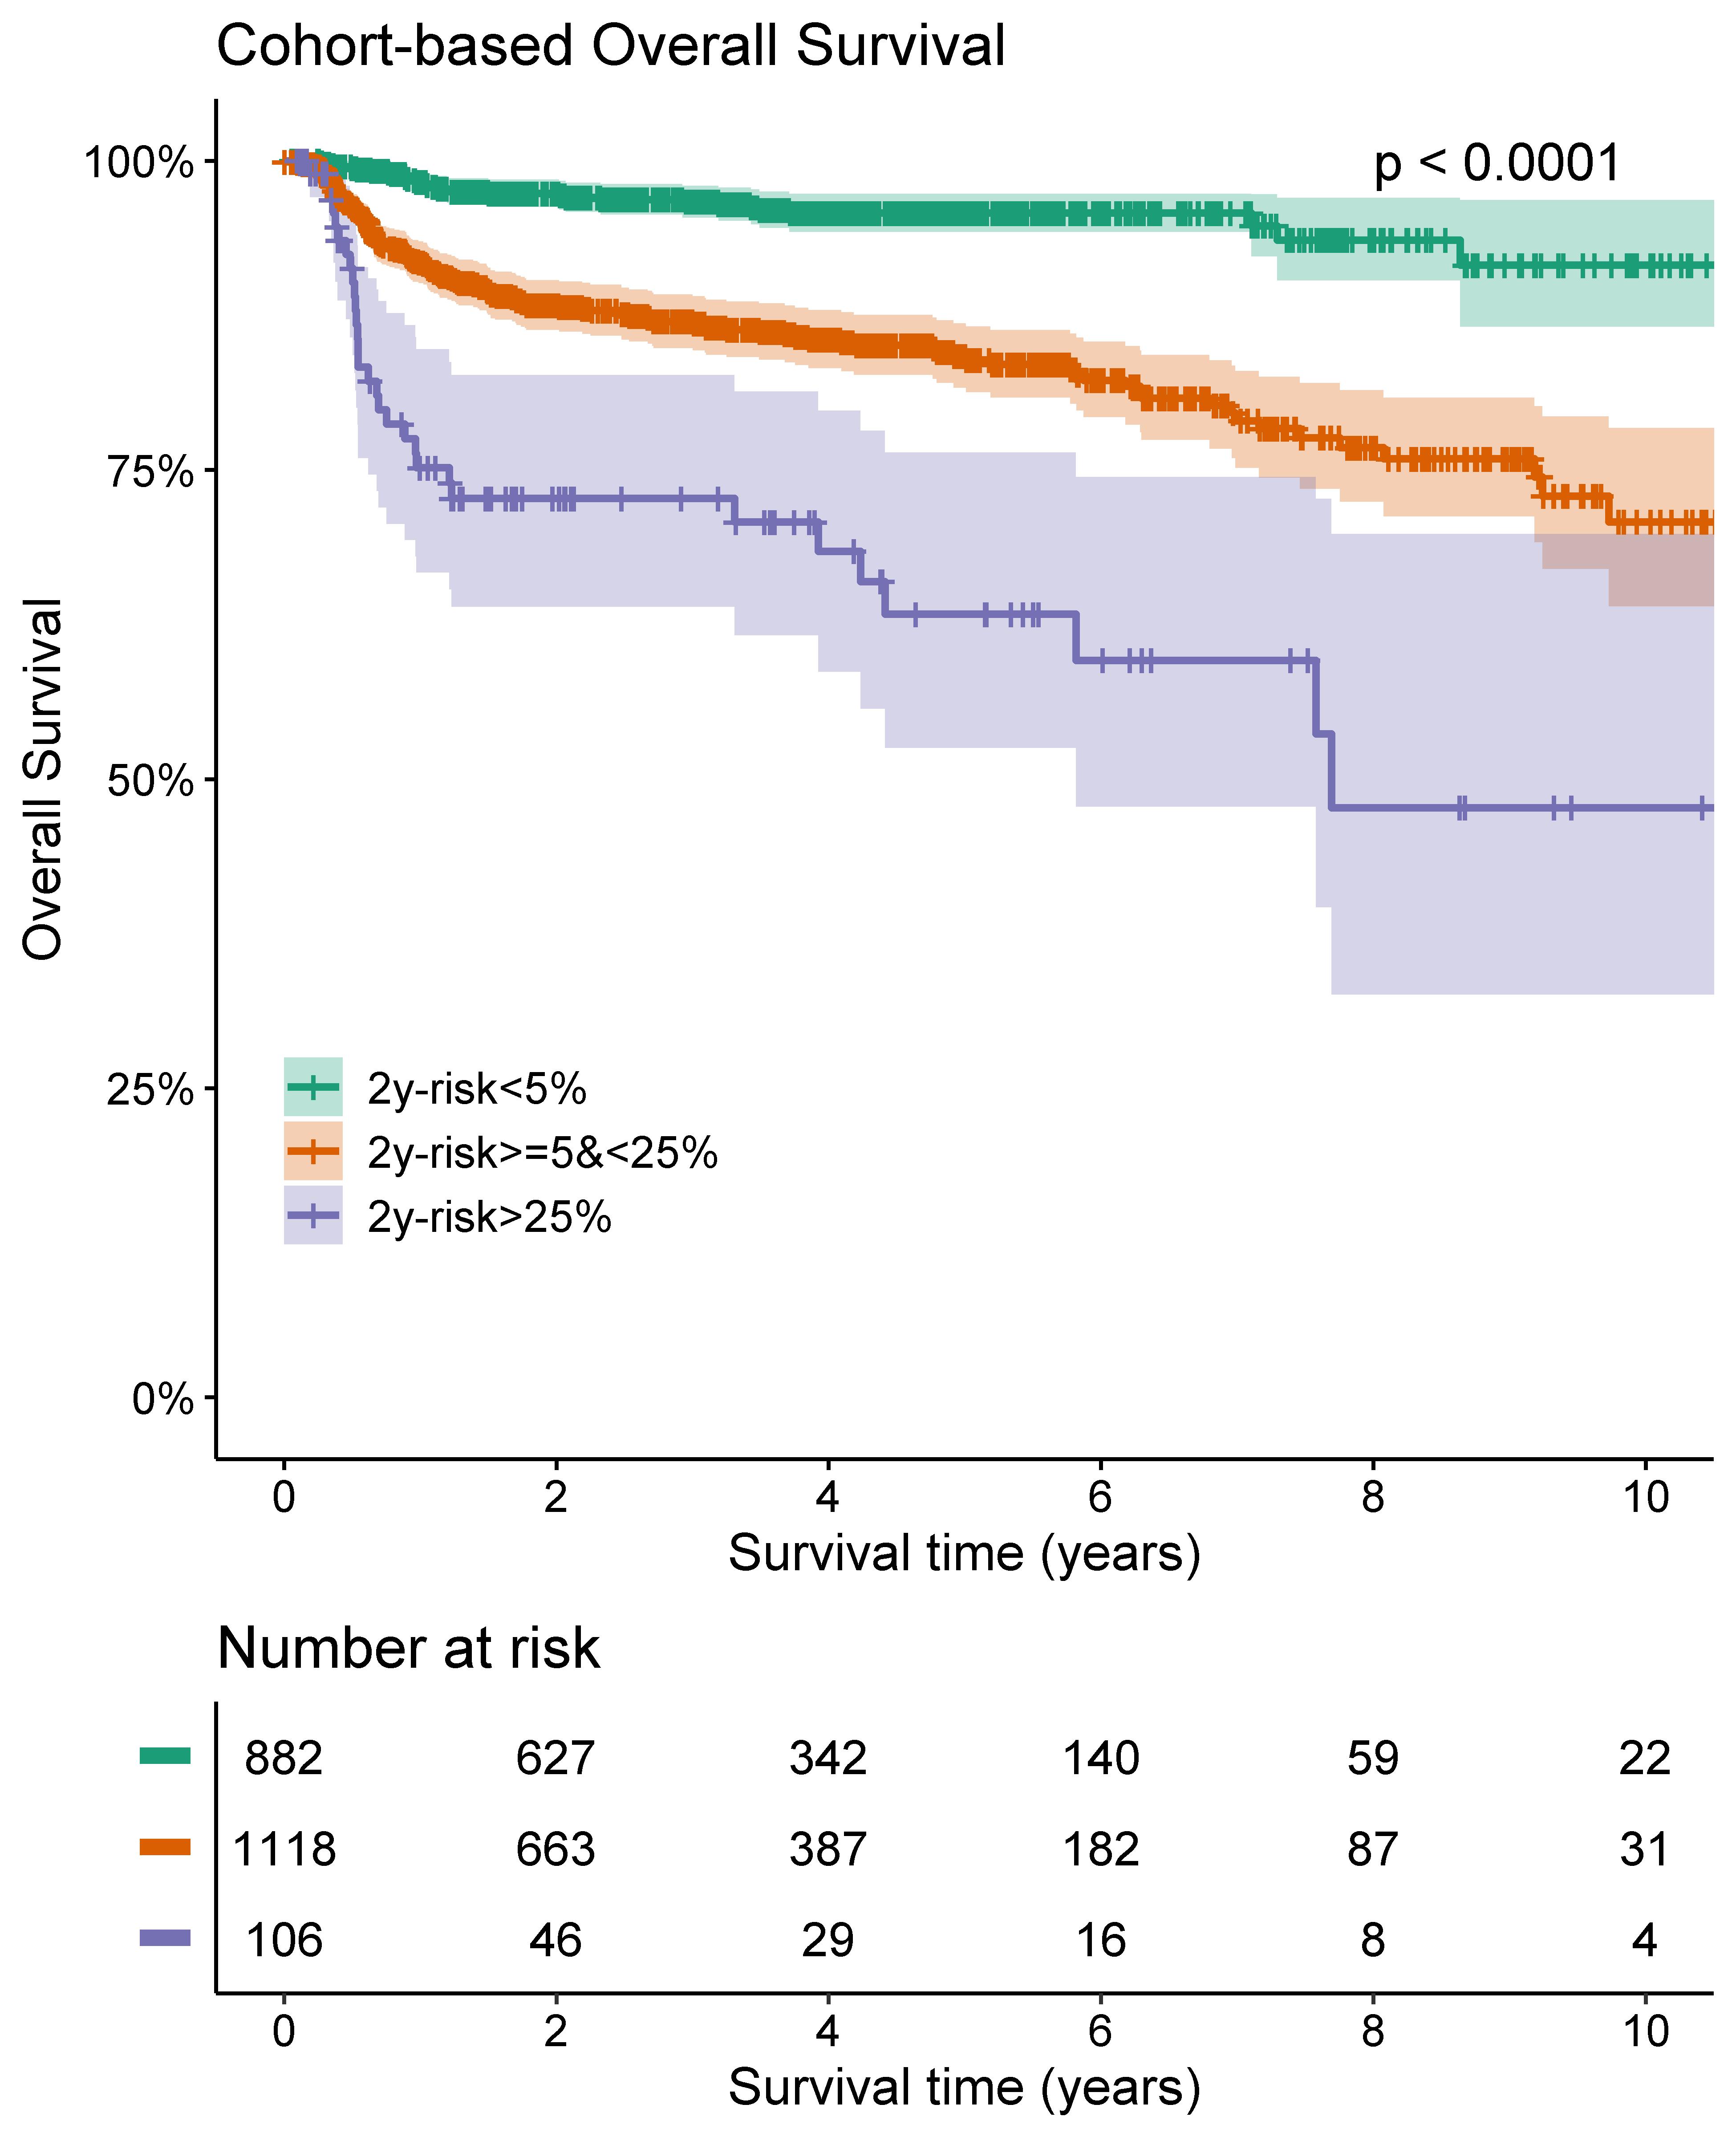 Cohort-based Overall Survival
p < 0.0001
100%
75%
50%
25%
0%
Overall Survival
2y-risk<5%
2y-risk>=5&<25%
2y-risk>25%
0 2 4 6 8 10
Survival time (years)
Number at risk
882 627 342 140 59 22
1118 663 387 182 87 31
106 46 29 16 8 4
0 2 4 6 8 10
Survival time (years)